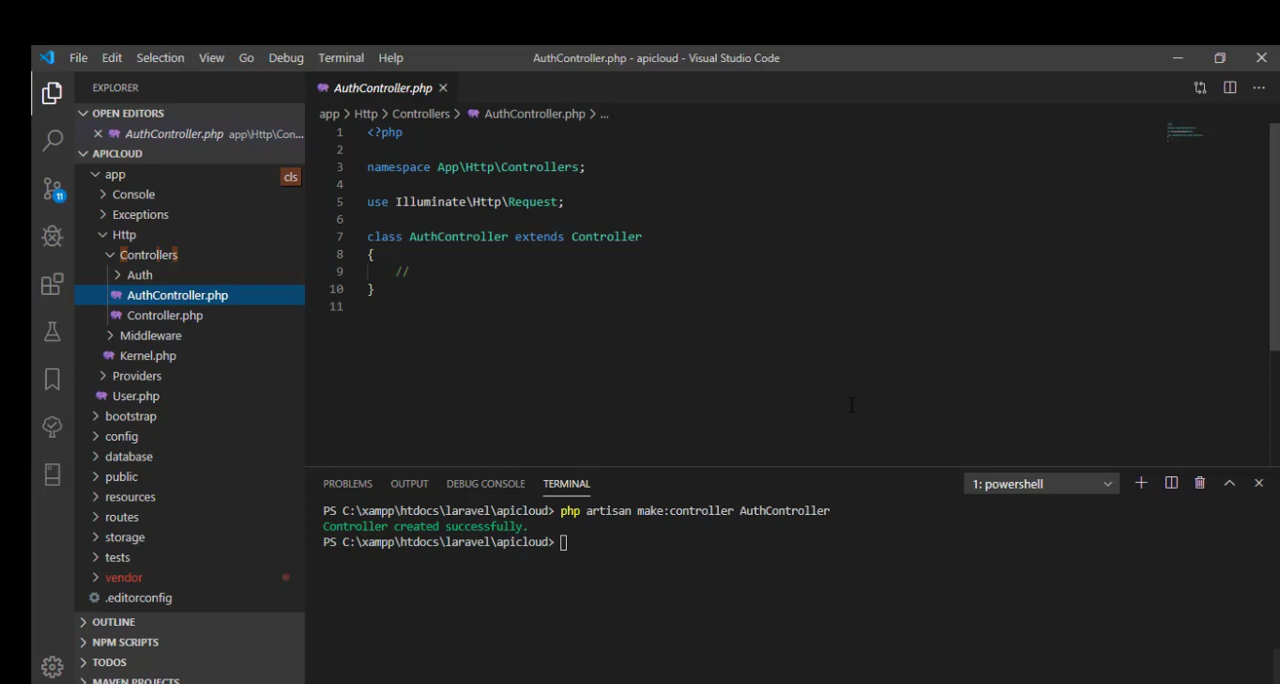 File Edit Selection View Go Debug Terminal Help
AuthController.php - apicloud - Visual Studio Code
EXPLORER
OPEN EDITORS
AuthController.php app\Http\Con...
APICLOUD
app
cls
Console
Exceptions
Http
Controllers
Auth
AuthController.php
Controller.php
Middleware
Kernel.php
Providers
User.php
bootstrap
config
database
public
resources
routes
storage
tests
vendor
.editorconfig
OUTLINE
NPM SCRIPTS
TODOS
MAVEN PROJECTS
11
AuthController.php
app > Http > Controllers > AuthController.php > ...
1 <?php
2
3 namespace App\Http\Controllers;
4
5 use Illuminate\Http\Request;
6
7 class AuthController extends Controller
8 {
9 //
10 }
11
PROBLEMS OUTPUT DEBUG CONSOLE TERMINAL
1: powershell
PS C:\xampp\htdocs\laravel\apicloud> php artisan make:controller AuthController
Controller created successfully.
PS C:\xampp\htdocs\laravel\apicloud>